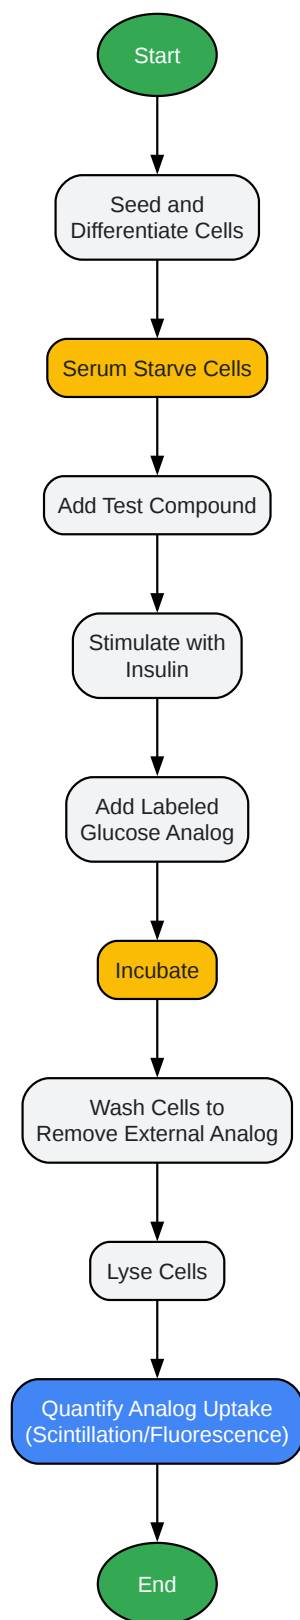 Start
Seed and
Differentiate Cells
Serum Starve Cells
Add Test Compound
Stimulate with
Insulin
Add Labeled
Glucose Analog
Incubate
Wash Cells to
Remove External Analog
Lyse Cells
Quantify Analog Uptake
(Scintillation/Fluorescence)
End